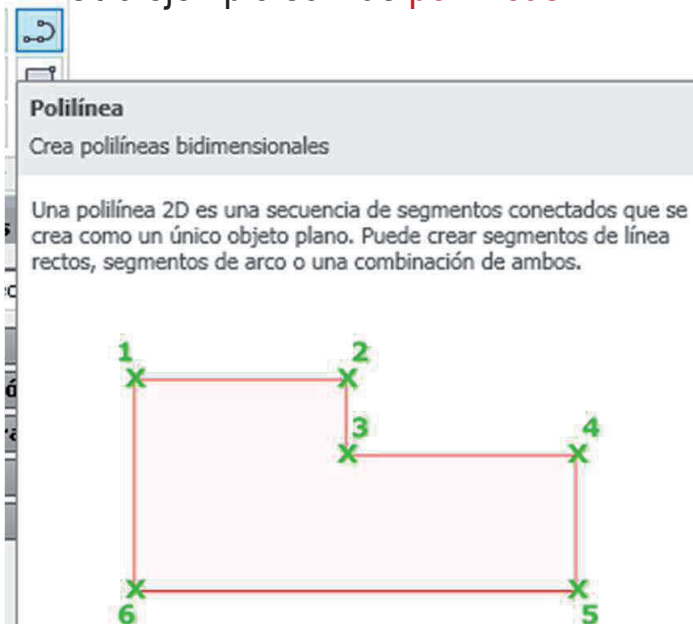 Polilínea
Crea polilíneas bidimensionales
Una polilínea 2D es una secuencia de segmentos conectados que se
crea como un único objeto plano. Puede crear segmentos de línea
rectos, segmentos de arco o una combinación de ambos.
1 2
3 4
6 5